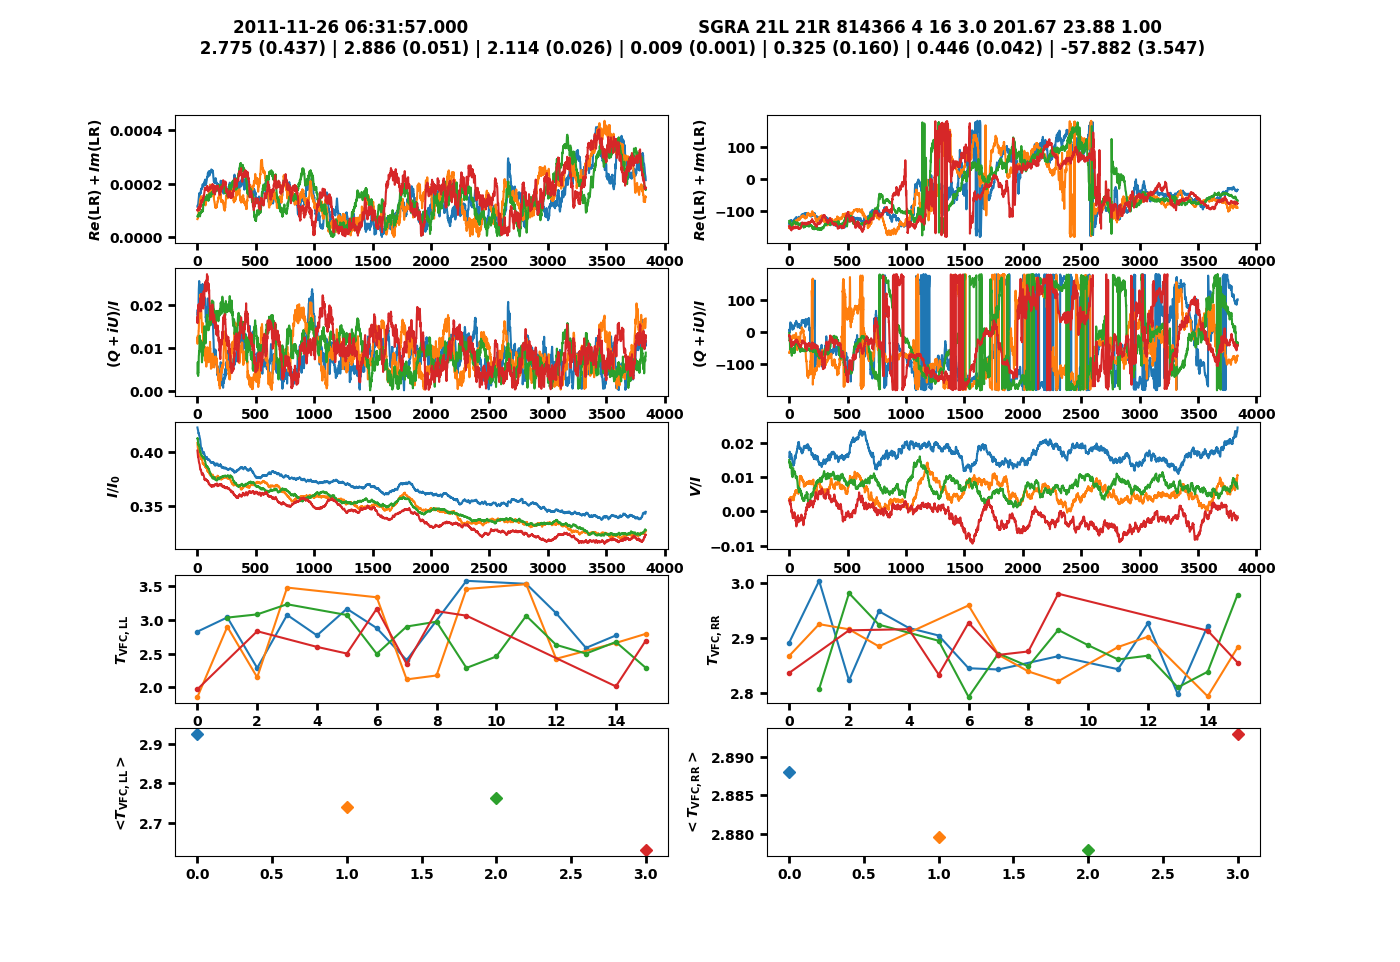 2011-11-26 06:31:57.000 SGRA 21L 21R 814366 4 16 3.0 201.67 23.88 1.00
2.775 (0.437) | 2.886 (0.051) | 2.114 (0.026) | 0.009 (0.001) | 0.325 (0.160) | 0.446 (0.042) | -57.882 (3.547)
Re(LR) + Im(LR)
0.0004
0.0002
0.0000
0 500 1000 1500 2000 2500 3000 3500 4000
Re(LR) + Im(LR)
100
0
−100
0 500 1000 1500 2000 2500 3000 3500 4000
(Q + iU)/I
0.02
0.01
0.00
0 500 1000 1500 2000 2500 3000 3500 4000
(Q + iU)/I
100
0
−100
0 500 1000 1500 2000 2500 3000 3500 4000
I/I0
0.40
0.35
0 500 1000 1500 2000 2500 3000 3500 4000
V/I
0.02
0.01
0.00
−0.01
0 500 1000 1500 2000 2500 3000 3500 4000
TVFC, LL
3.5
3.0
2.5
2.0
0 2 4 6 8 10 12 14
TVFC, RR
3.0
2.9
2.8
0 2 4 6 8 10 12 14
<TVFC, LL >
2.9
2.8
2.7
0.0 0.5 1.0 1.5 2.0 2.5 3.0
< TVFC, RR >
2.890
2.885
2.880
0.0 0.5 1.0 1.5 2.0 2.5 3.0